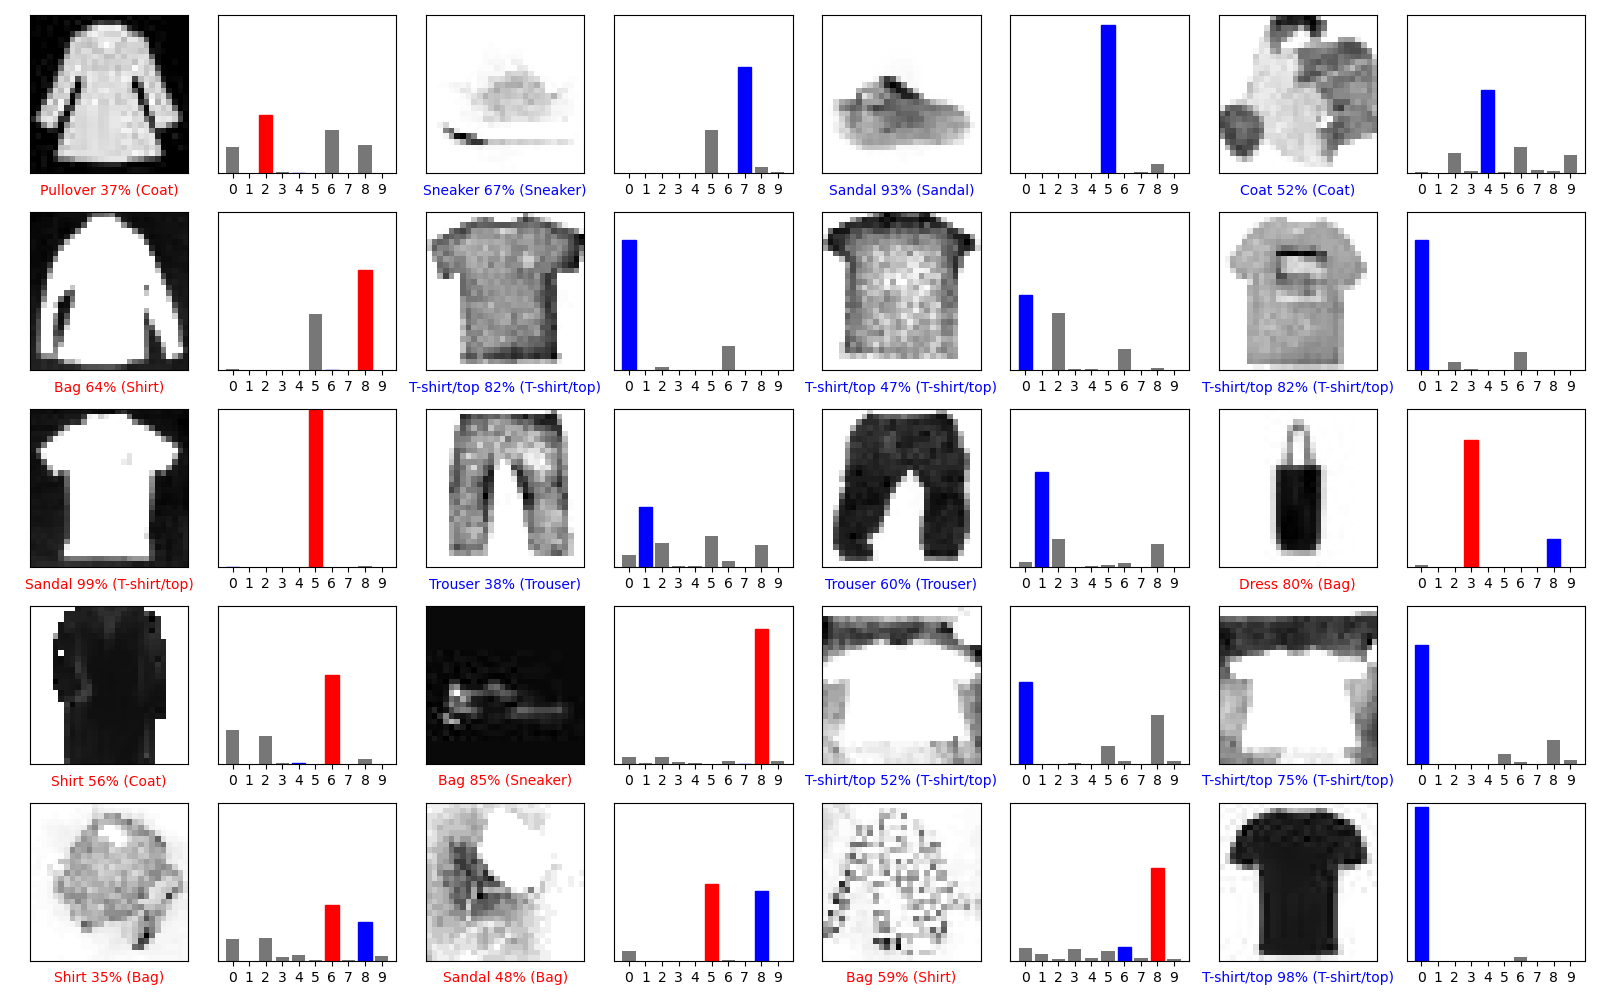 0 1 2 3 4 5 6 7 8 9 0 1 2 3 4 5 6 7 8 9 0 1 2 3 4 5 6 7 8 9 0 1 2 3 4 5 6 7 8 9
Pullover 37% (Coat) Sneaker 67% (Sneaker) Sandal 93% (Sandal) Coat 52% (Coat)
0 1 2 3 4 5 6 7 8 9 0 1 2 3 4 5 6 7 8 9 0 1 2 3 4 5 6 7 8 9 0 1 2 3 4 5 6 7 8 9
Bag 64% (Shirt) T-shirt/top 82% (T-shirt/top) T-shirt/top 47% (T-shirt/top) T-shirt/top 82% (T-shirt/top)
0 1 2 3 4 5 6 7 8 9 0 1 2 3 4 5 6 7 8 9 0 1 2 3 4 5 6 7 8 9 0 1 2 3 4 5 6 7 8 9
Sandal 99% (T-shirt/top) Trouser 38% (Trouser) Trouser 60% (Trouser) Dress 80% (Bag)
0 1 2 3 4 5 6 7 8 9 0 1 2 3 4 5 6 7 8 9 0 1 2 3 4 5 6 7 8 9 0 1 2 3 4 5 6 7 8 9
Shirt 56% (Coat) Bag 85% (Sneaker) T-shirt/top 52% (T-shirt/top) T-shirt/top 75% (T-shirt/top)
0 1 2 3 4 5 6 7 8 9 0 1 2 3 4 5 6 7 8 9 0 1 2 3 4 5 6 7 8 9 0 1 2 3 4 5 6 7 8 9
Shirt 35% (Bag) Sandal 48% (Bag) Bag 59% (Shirt) T-shirt/top 98% (T-shirt/top)